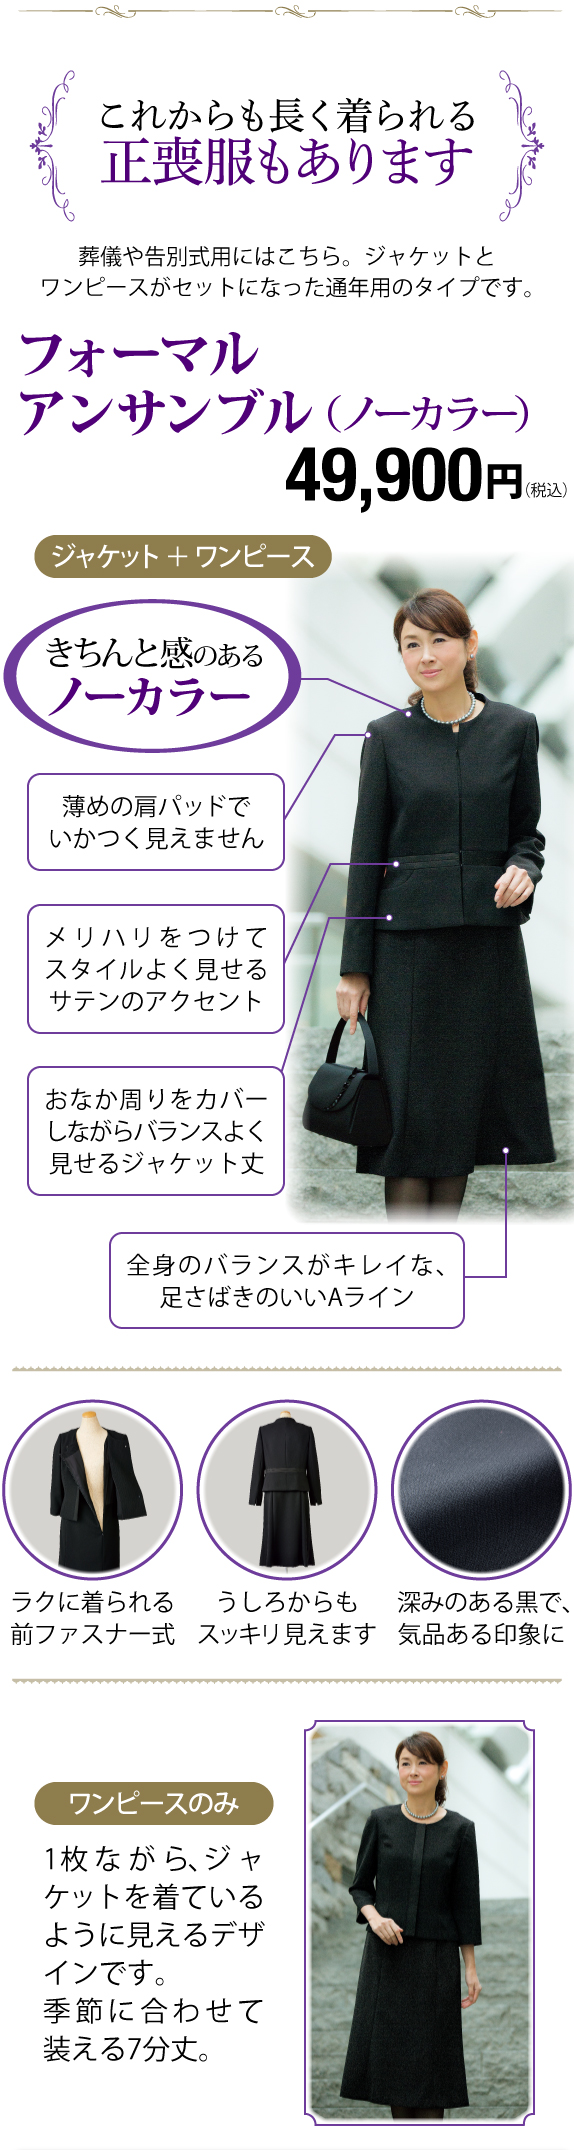 これからも長く着られる
正喪服もあります
葬儀や告別式用にはこちら。ジャケットと
ワンピースがセットになった通年用のタイプです。
フォーマル
アンサンブル（ノーカラー）
49,900円（税込）
ジャケット＋ワンピース
きちんと感のある
ノーカラー
薄めの肩パッドで
いかつく見えません
メリハリをつけて
スタイルよく見せる
サテンのアクセント
おなか周りをカバー
しながらバランスよく
見せるジャケット丈
全身のバランスがキレイな、
足さばきのいいAライン
ラクに着られる
前ファスナー式
うしろからも
スッキリ見えます
深みのある黒で、
気品ある印象に
ワンピースのみ
1枚ながら、ジャ
ケットを着ている
ように見えるデザ
インです。
季節に合わせて
装える7分丈。